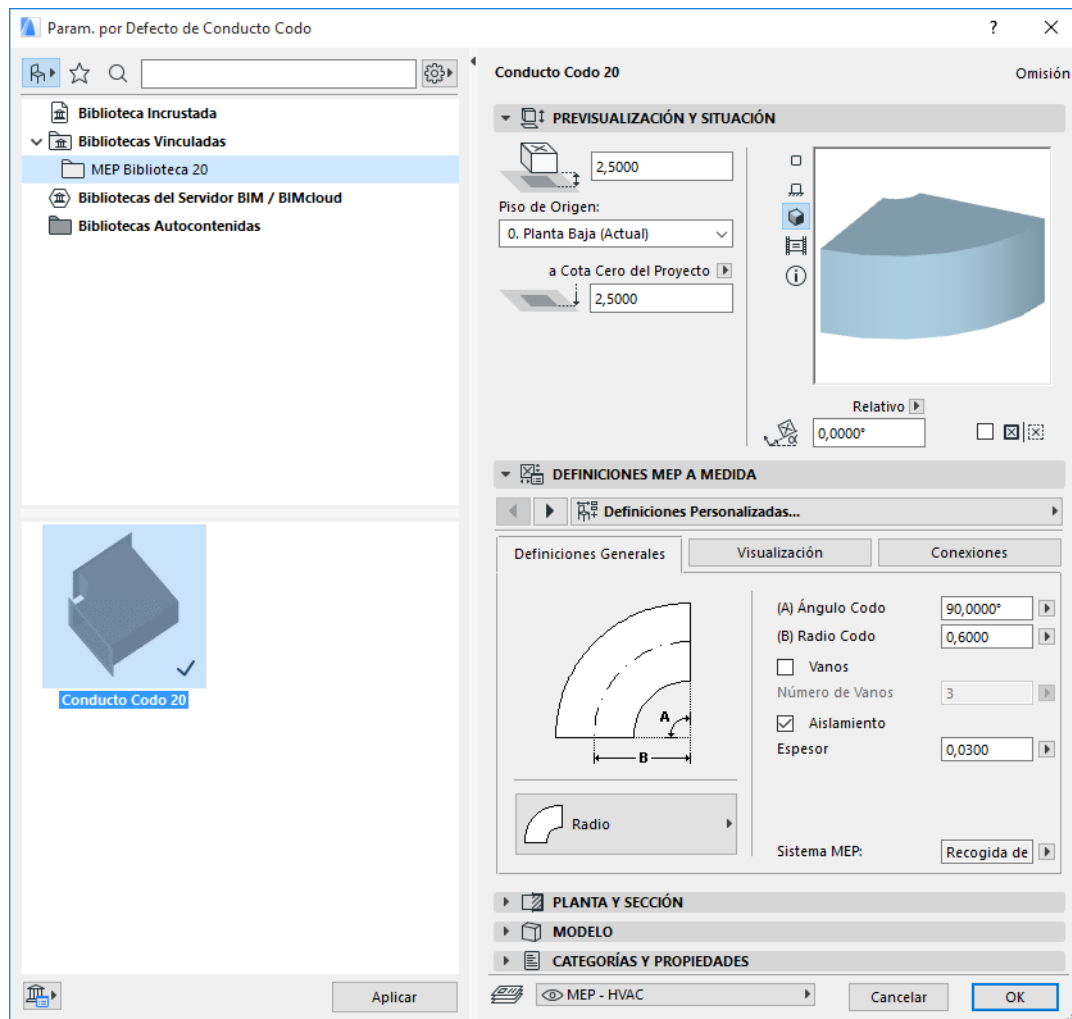 Param. por Defecto de Conducto Codo
?
Biblioteca Incrustada
Bibliotecas Vinculadas
MEP Biblioteca 20
Bibliotecas del Servidor BIM / BIMcloud
Bibliotecas Autocontenidas
Conducto Codo 20
Aplicar
Conducto Codo 20
Omisión
PREVISUALIZACIÓN Y SITUACIÓN
2,5000
Piso de Origen:
0. Planta Baja (Actual)
a Cota Cero del Proyecto
2,5000
Relativo
α
0,0000°
DEFINICIONES MEP A MEDIDA
Definiciones Personalizadas...
Definiciones Generales
Visualización
Conexiones
A
B
Radio
(A) Ángulo Codo
90,0000°
(B) Radio Codo
0,6000
Vanos
Número de Vanos
3
Aislamiento
Espesor
0,0300
Sistema MEP:
Recogida de
PLANTA Y SECCIÓN
MODELO
CATEGORÍAS Y PROPIEDADES
MEP - HVAC
Cancelar
OK